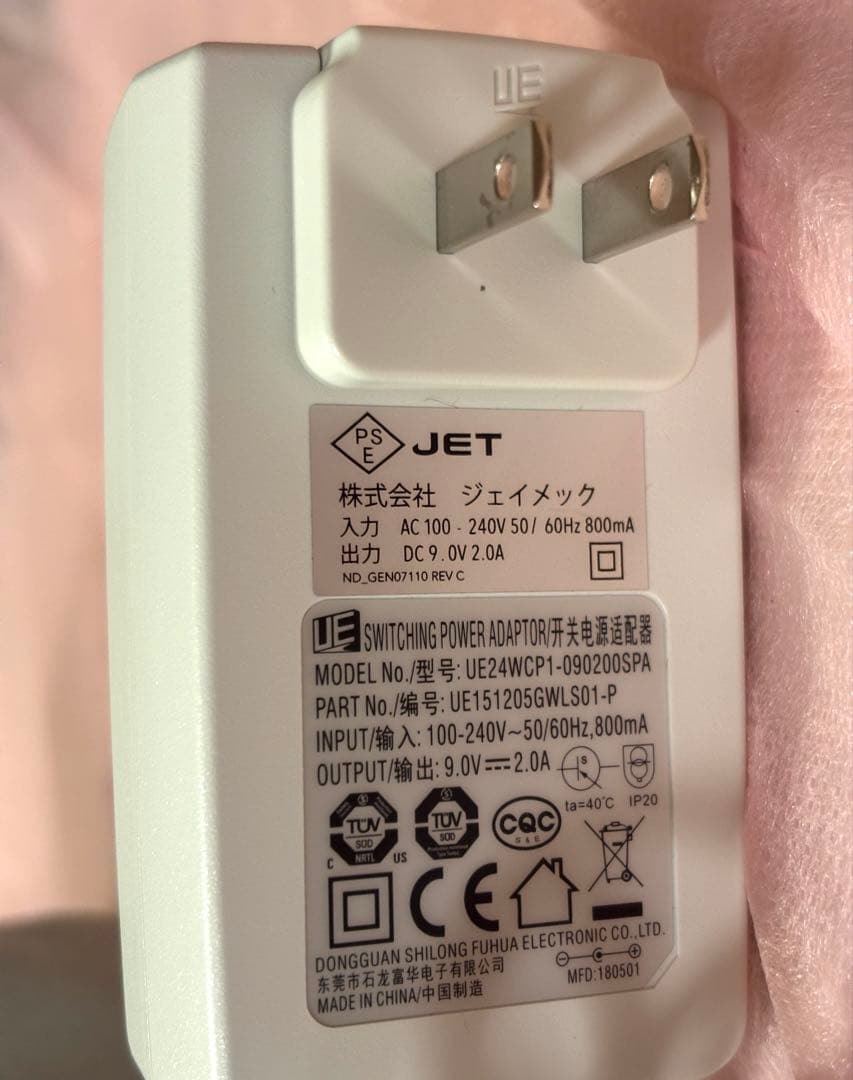 UE
PS
E
JET
株式会社 ジェイメック
入力 AC 100 - 240V 50/ 60Hz 800mA
出力 DC 9.0V 2.0A
ND_GEN07110 REV C
UE SWITCHING POWER ADAPTOR/开关电源适配器
MODEL No./型号: UE24WCP1-090200SPA
PART No./编号: UE151205GWLS01-P
INPUT/输入: 100-240V~50/60Hz,800mA
OUTPUT/输出: 9.0V⎓2.0A
S
ta=40℃ IP20
TÜV
SÜD
C NRTL US
TÜV
SÜD
CQC
S & E
CE
DONGGUAN SHILONG FUHUA ELECTRONIC CO.,LTD.
东莞市石龙富华电子有限公司
MADE IN CHINA/中国制造
MFD:180501